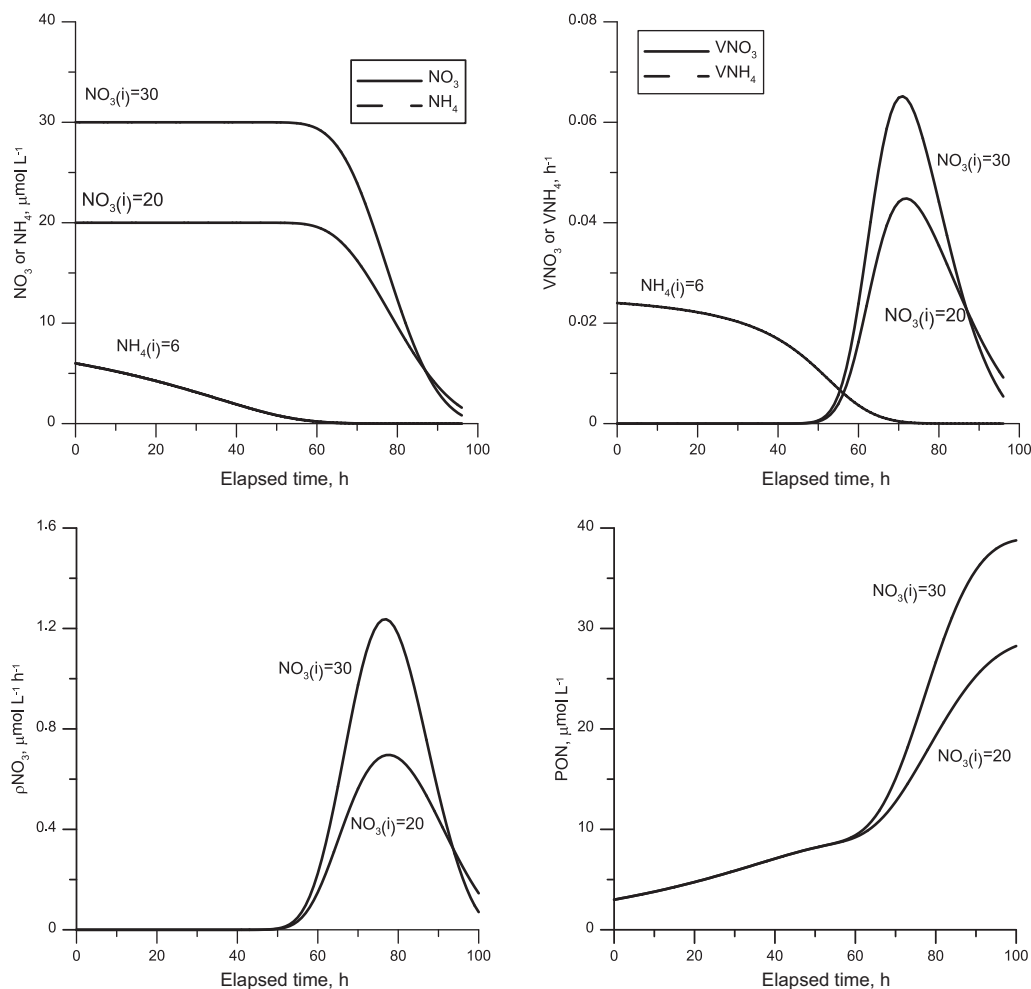 40
30
20
10
0
NO₃ or NH₄, μmol L⁻¹
NO₃(i)=30
NO₃(i)=20
NH₄(i)=6
NO₃
NH₄
0 20 40 60 80 100
Elapsed time, h
0.08
0.06
0.04
0.02
0
VNO₃ or VNH₄, h⁻¹
VNO₃
VNH₄
NO₃(i)=30
NH₄(i)=6
NO₃(i)=20
0 20 40 60 80 100
Elapsed time, h
1.6
1.2
0.8
0.4
0
ρNO₃, μmol L⁻¹ h⁻¹
NO₃(i)=30
NO₃(i)=20
0 20 40 60 80 100
Elapsed time, h
40
30
20
10
0
PON, μmol L⁻¹
NO₃(i)=30
NO₃(i)=20
0 20 40 60 80 100
Elapsed time, h